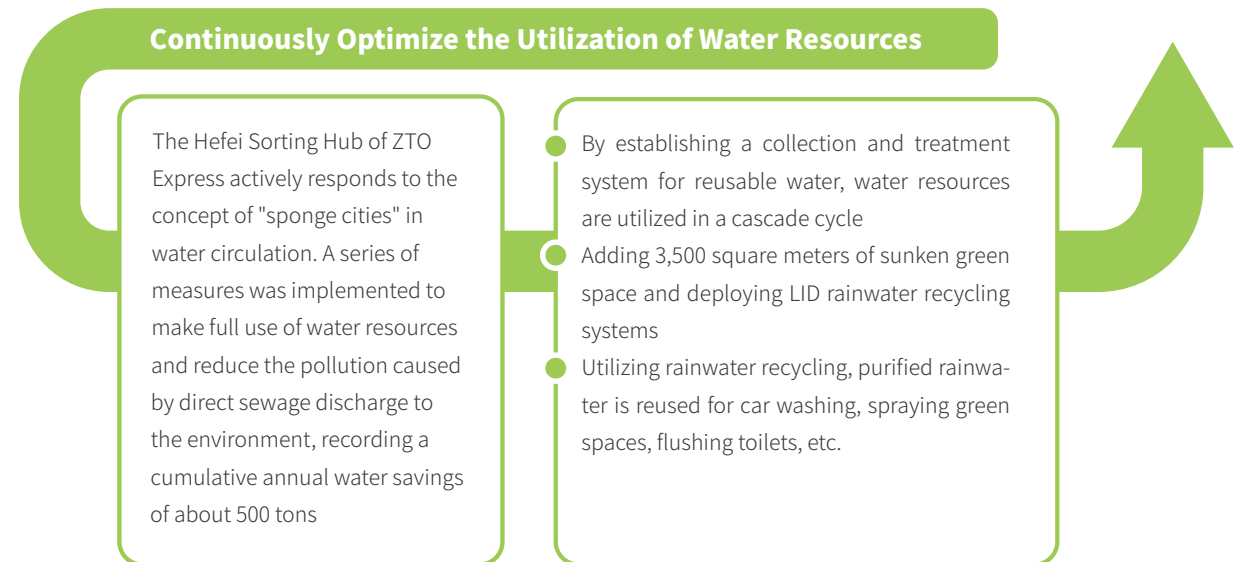 Continuously Optimize the Utilization of Water Resources
The Hefei Sorting Hub of ZTO
Express actively responds to the
concept of "sponge cities" in
water circulation. A series of
measures was implemented to
make full use of water resources
and reduce the pollution caused
by direct sewage discharge to
the environment, recording a
cumulative annual water savings
of about 500 tons
By establishing a collection and treatment
system for reusable water, water resources
are utilized in a cascade cycle
Adding 3,500 square meters of sunken green
space and deploying LID rainwater recycling
systems
Utilizing rainwater recycling, purified rainwa-
ter is reused for car washing, spraying green
spaces, flushing toilets, etc.